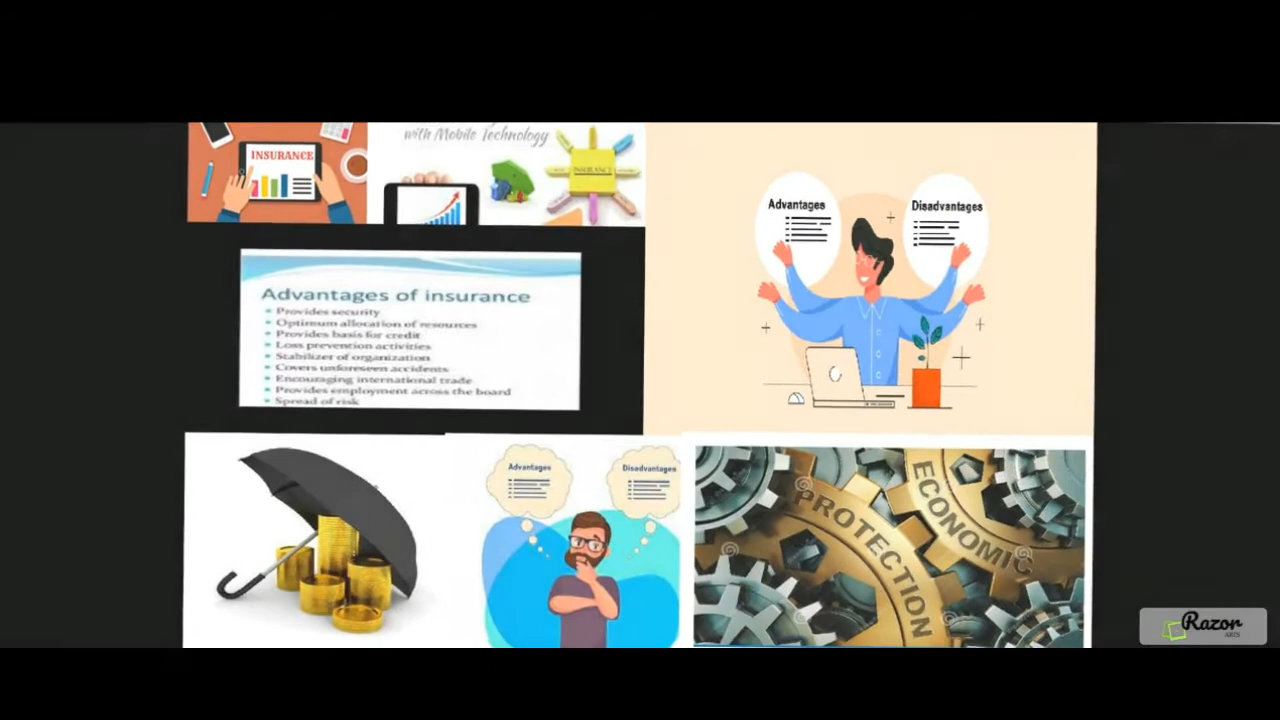 INSURANCE
with Mobile Technology
INSURANCE
Advantages
Disadvantages
Advantages of insurance
Provides security
Optimum allocation of resources
Provides basis for credit
Loss prevention activities
Stabilizer of organization
Covers unforeseen accidents
Encouraging international trade
Provides employment across the board
Spread of risk
Advantages
Disadvantages
PROTECTION
ECONOMIC
Razor
ARTS